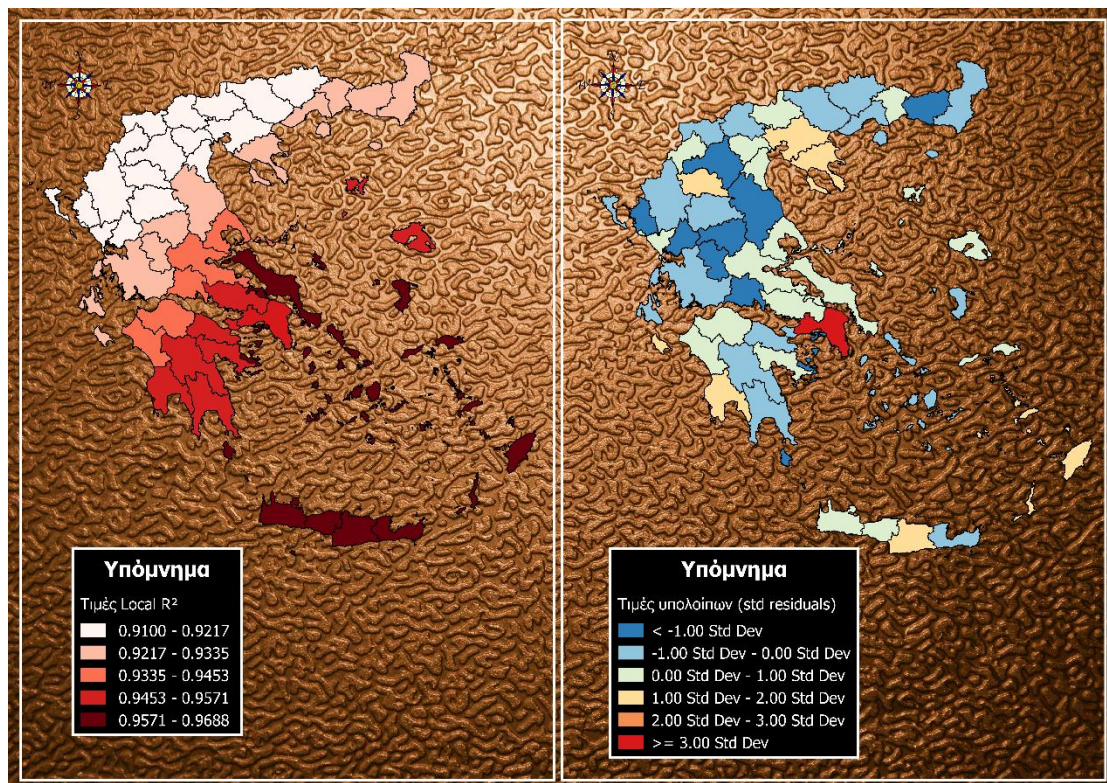 Υπόμνημα
Τιμές Local R²
0.9100 - 0.9217
0.9217 - 0.9335
0.9335 - 0.9453
0.9453 - 0.9571
0.9571 - 0.9688
Υπόμνημα
Τιμές υπολοίπων (std residuals)
< -1.00 Std Dev
-1.00 Std Dev - 0.00 Std Dev
0.00 Std Dev - 1.00 Std Dev
1.00 Std Dev - 2.00 Std Dev
2.00 Std Dev - 3.00 Std Dev
>= 3.00 Std Dev